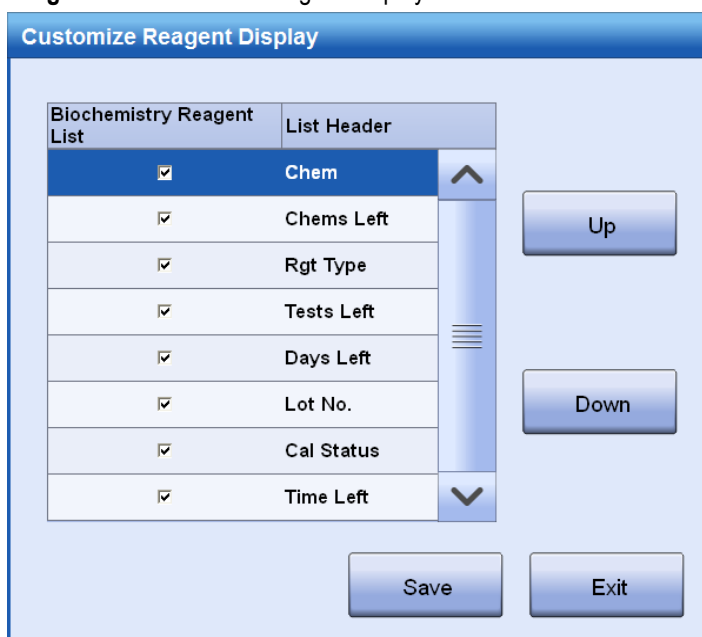 Customize Reagent Display
Biochemistry Reagent
List
List Header
Chem
Chems Left
Rgt Type
Tests Left
Days Left
Lot No.
Cal Status
Time Left
Up
Down
Save
Exit